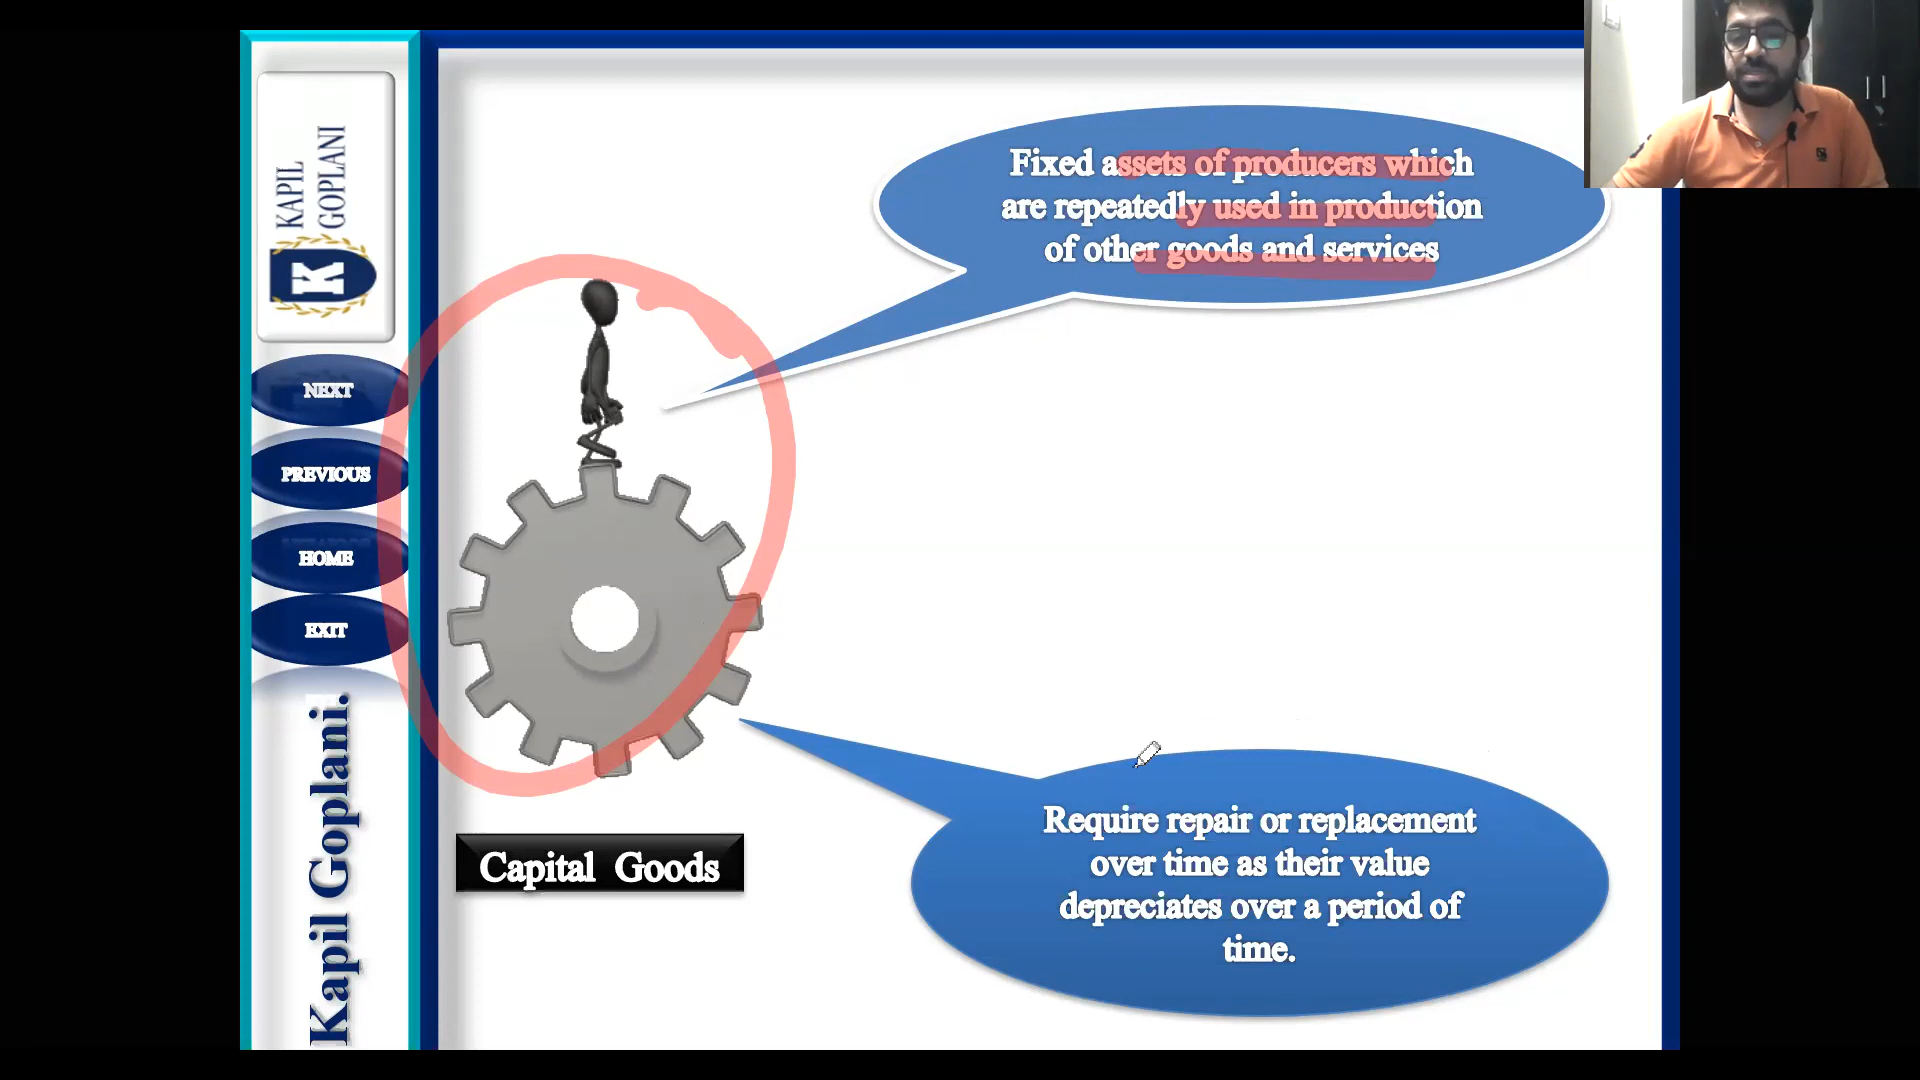 KAPIL
GOPLANI
K
NEXT
PREVIOUS
HOME
EXIT
Kapil Goplani.
Fixed assets of producers which
are repeatedly used in production
of other goods and services
Capital Goods
Require repair or replacement
over time as their value
depreciates over a period of
time.